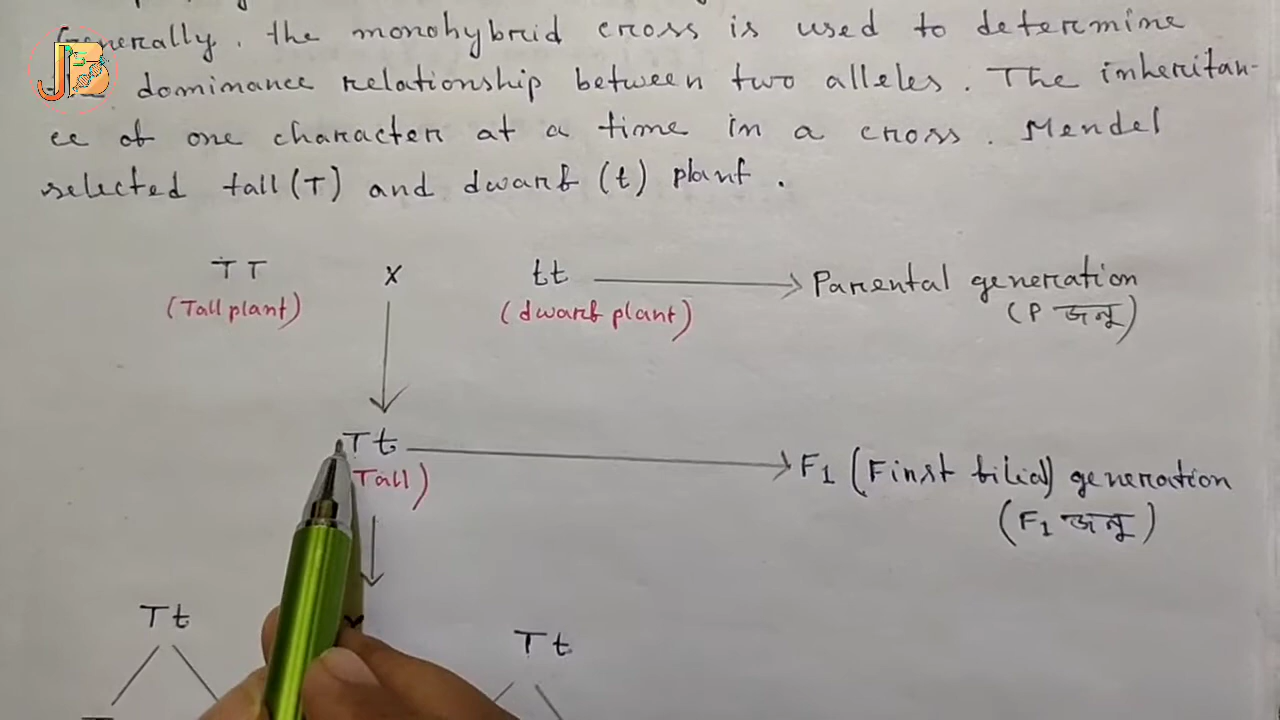 Generally, the monohybrid cross is used to determine
dominance relationship between two alleles. The inheritan-
ce of one character at a time in a cross. Mendel
selected tall (T) and dwarf (t) plant.
TT x tt Parental generation
(Tall plant) (dwarf plant) (P जनू)
Tt F1 (First filial) generation
Tall) (F1 जनू)
Tt Tt